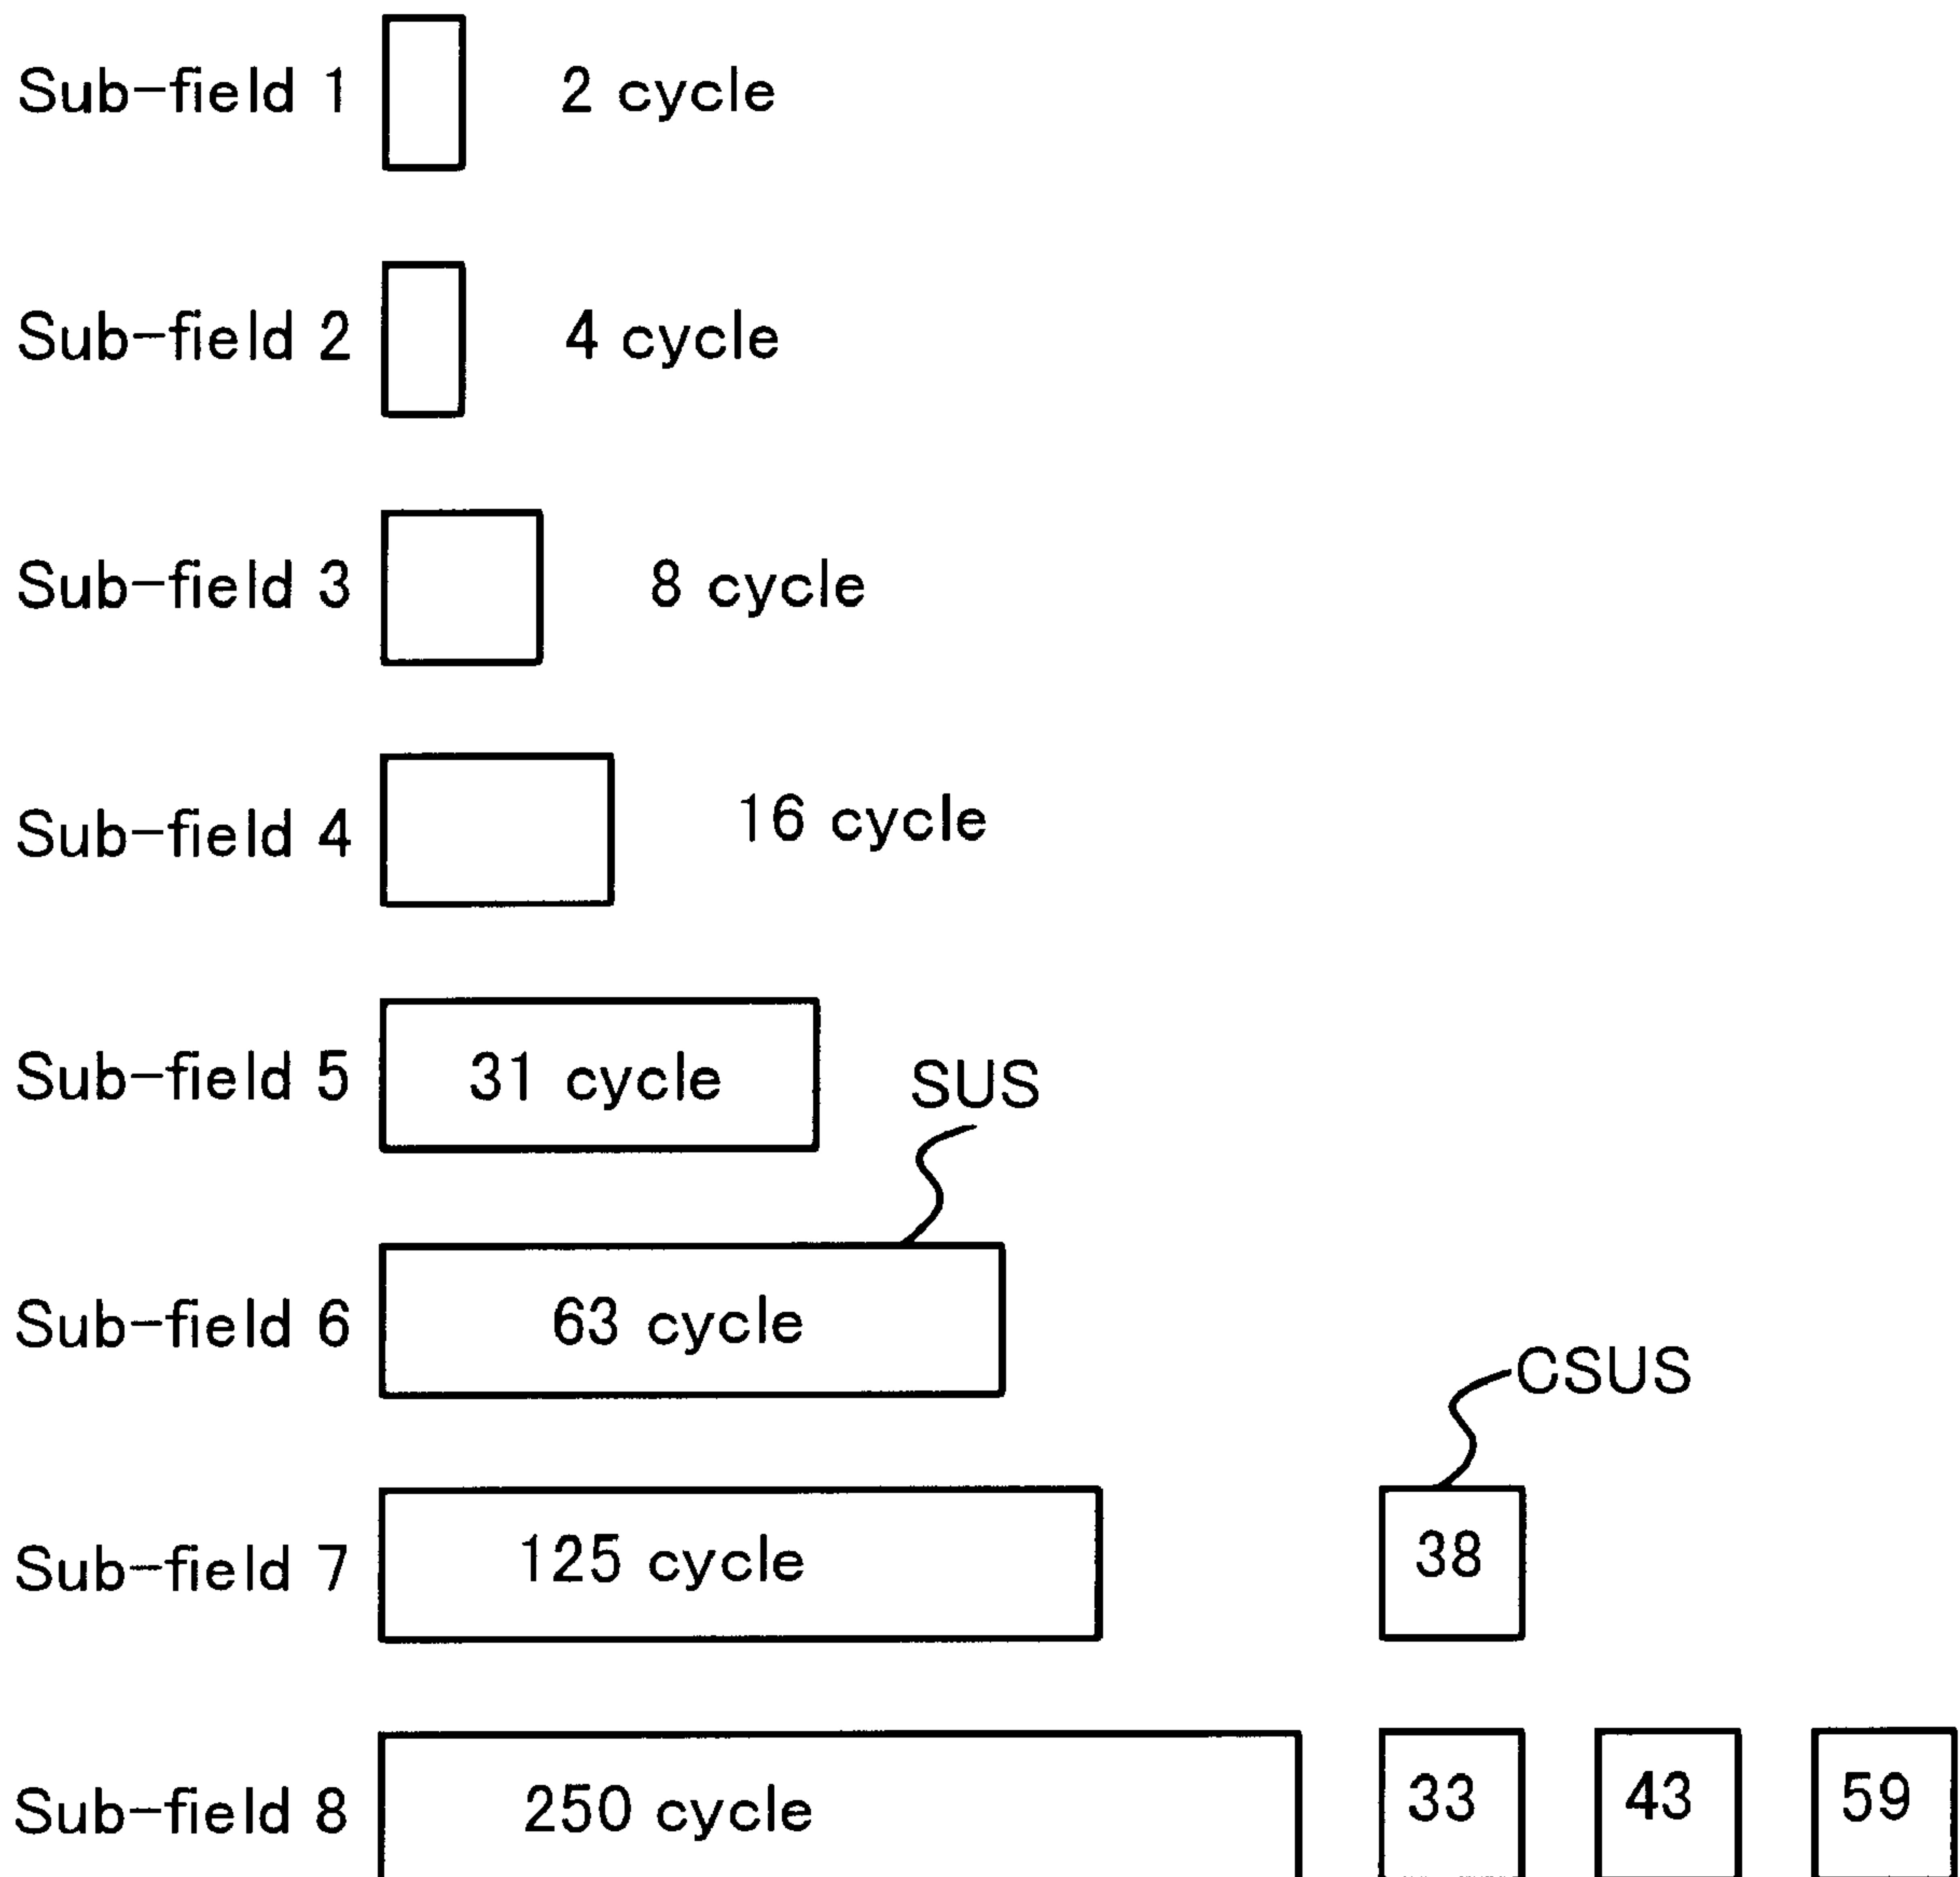 Sub-field 1 2 cycle
Sub-field 2 4 cycle
Sub-field 3 8 cycle
Sub-field 4 16 cycle
Sub-field 5 31 cycle
SUS
Sub-field 6 63 cycle
CSUS
Sub-field 7 125 cycle 38
Sub-field 8 250 cycle 33 43 59